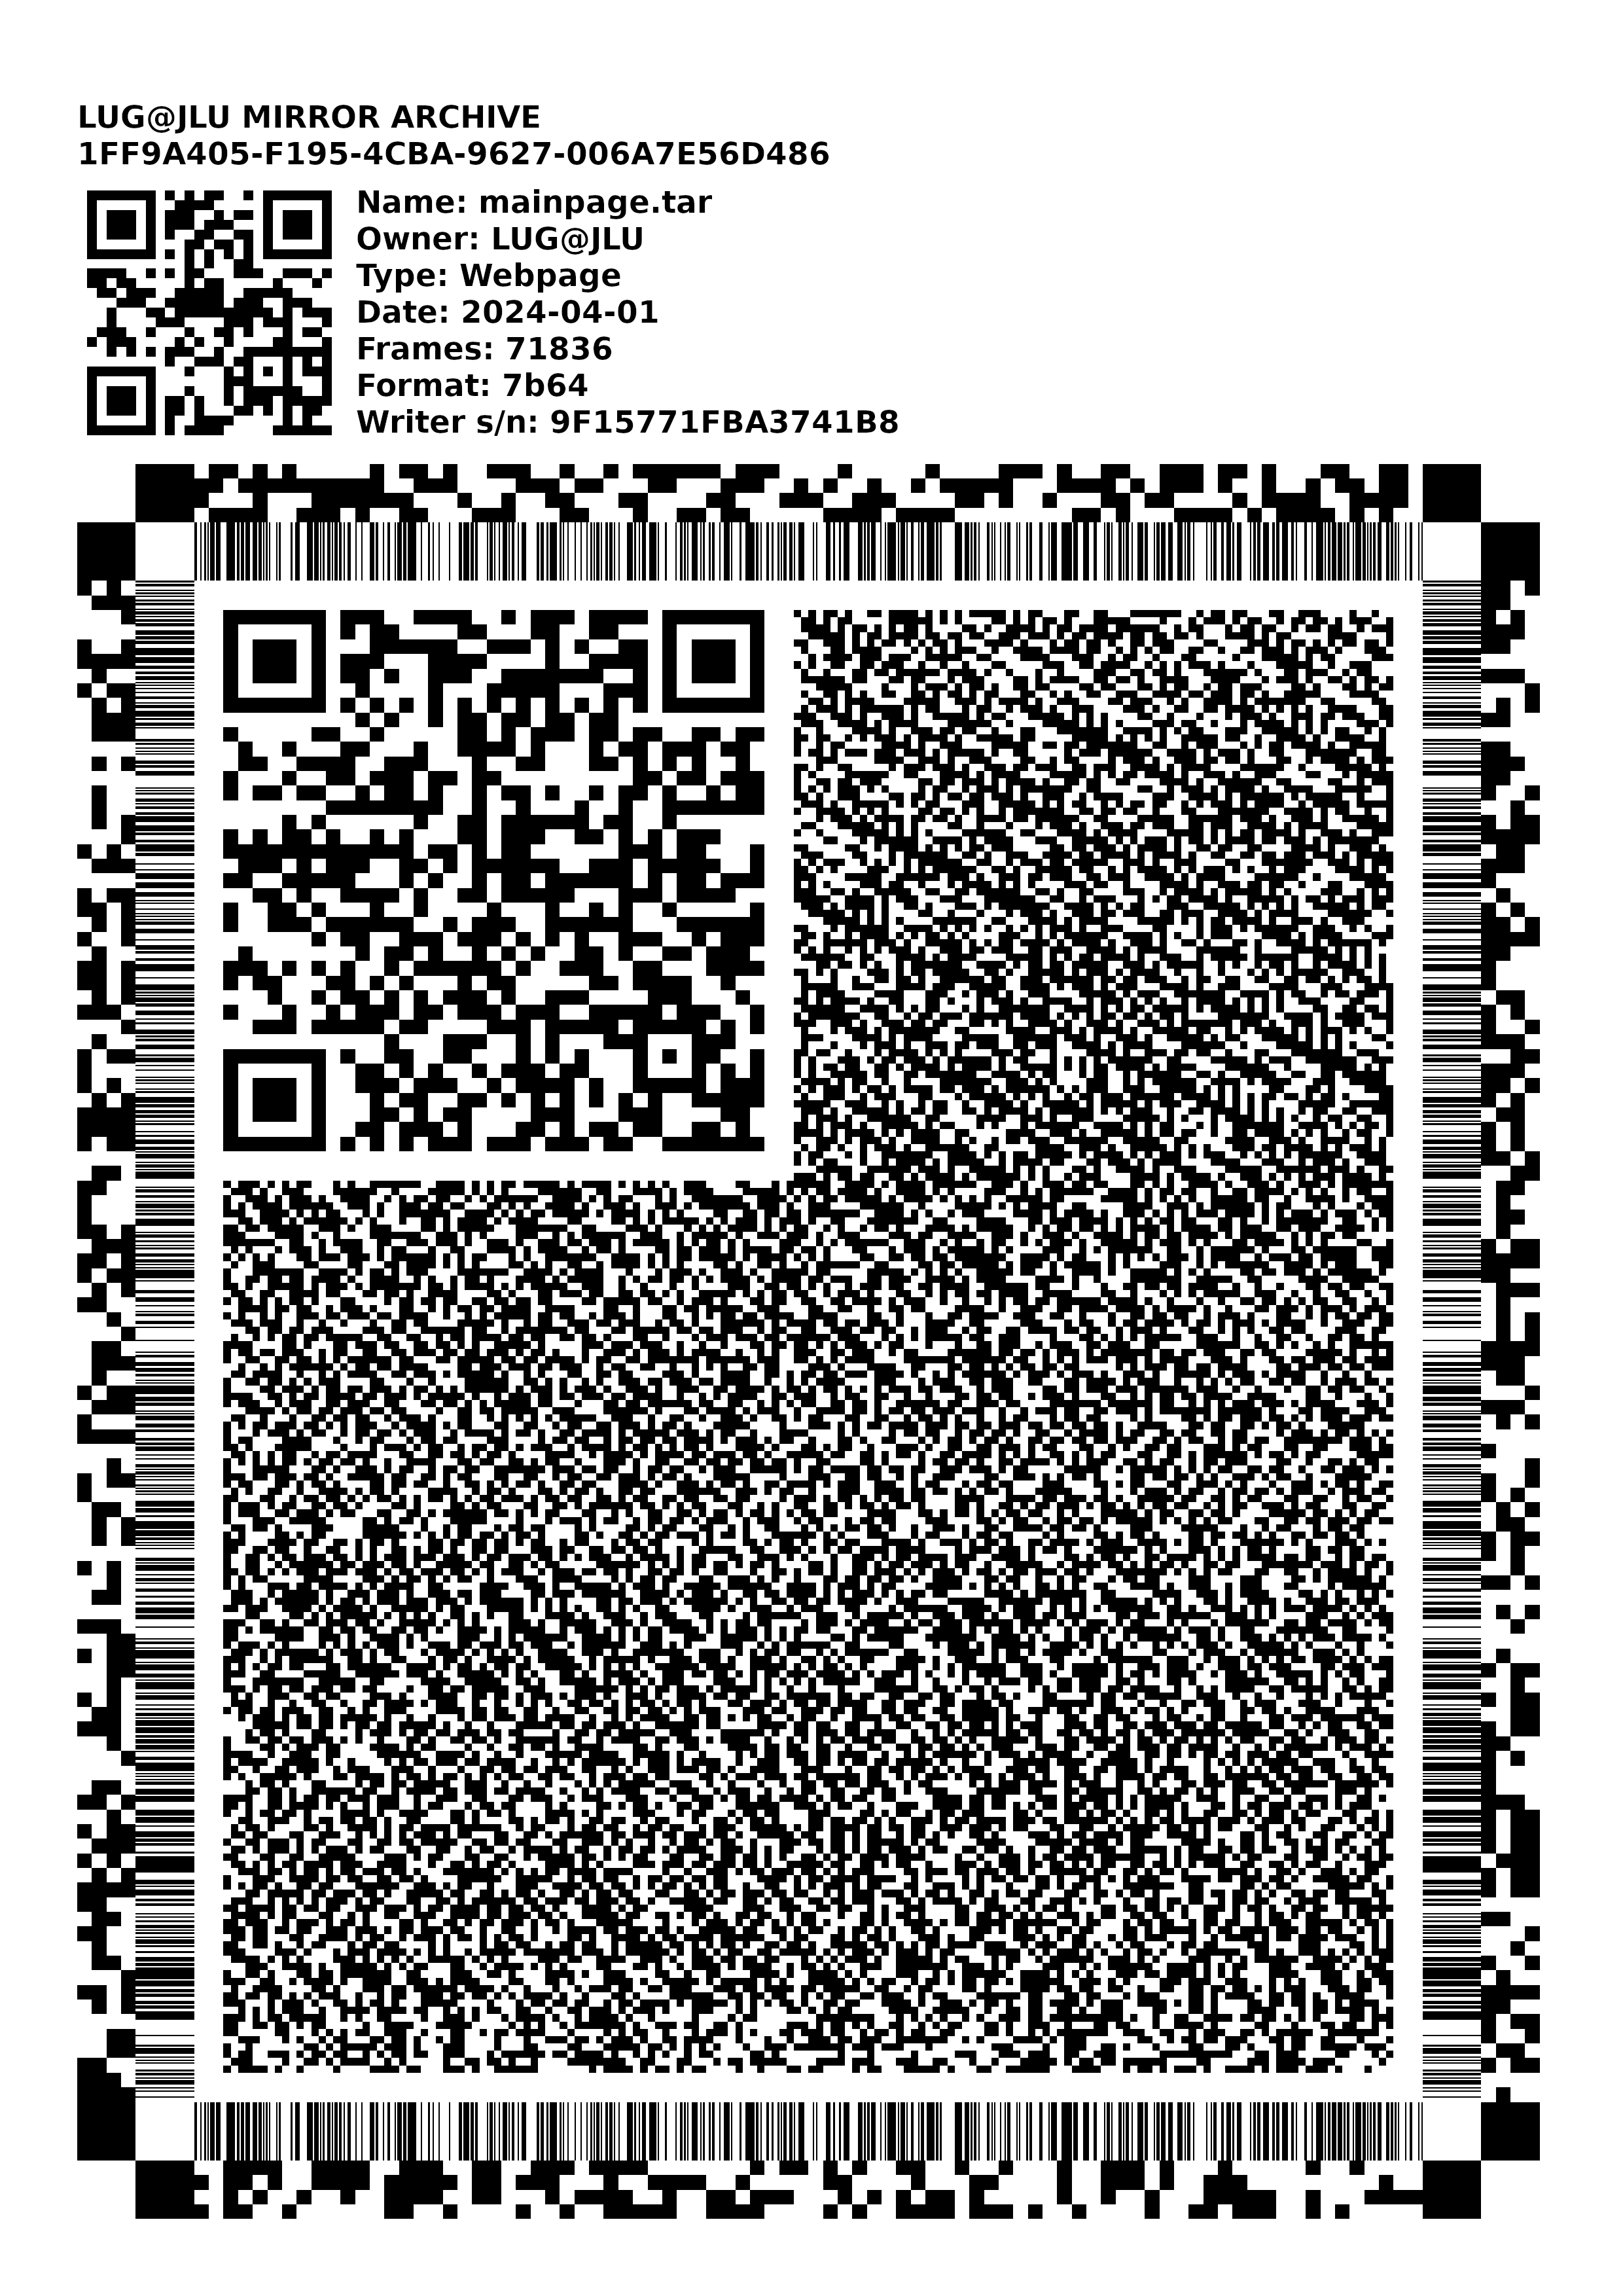 LUG@JLU MIRROR ARCHIVE
1FF9A405-F195-4CBA-9627-006A7E56D486
Name: mainpage.tar
Owner: LUG@JLU
Type: Webpage
Date: 2024-04-01
Frames: 71836
Format: 7b64
Writer s/n: 9F15771FBA3741B8